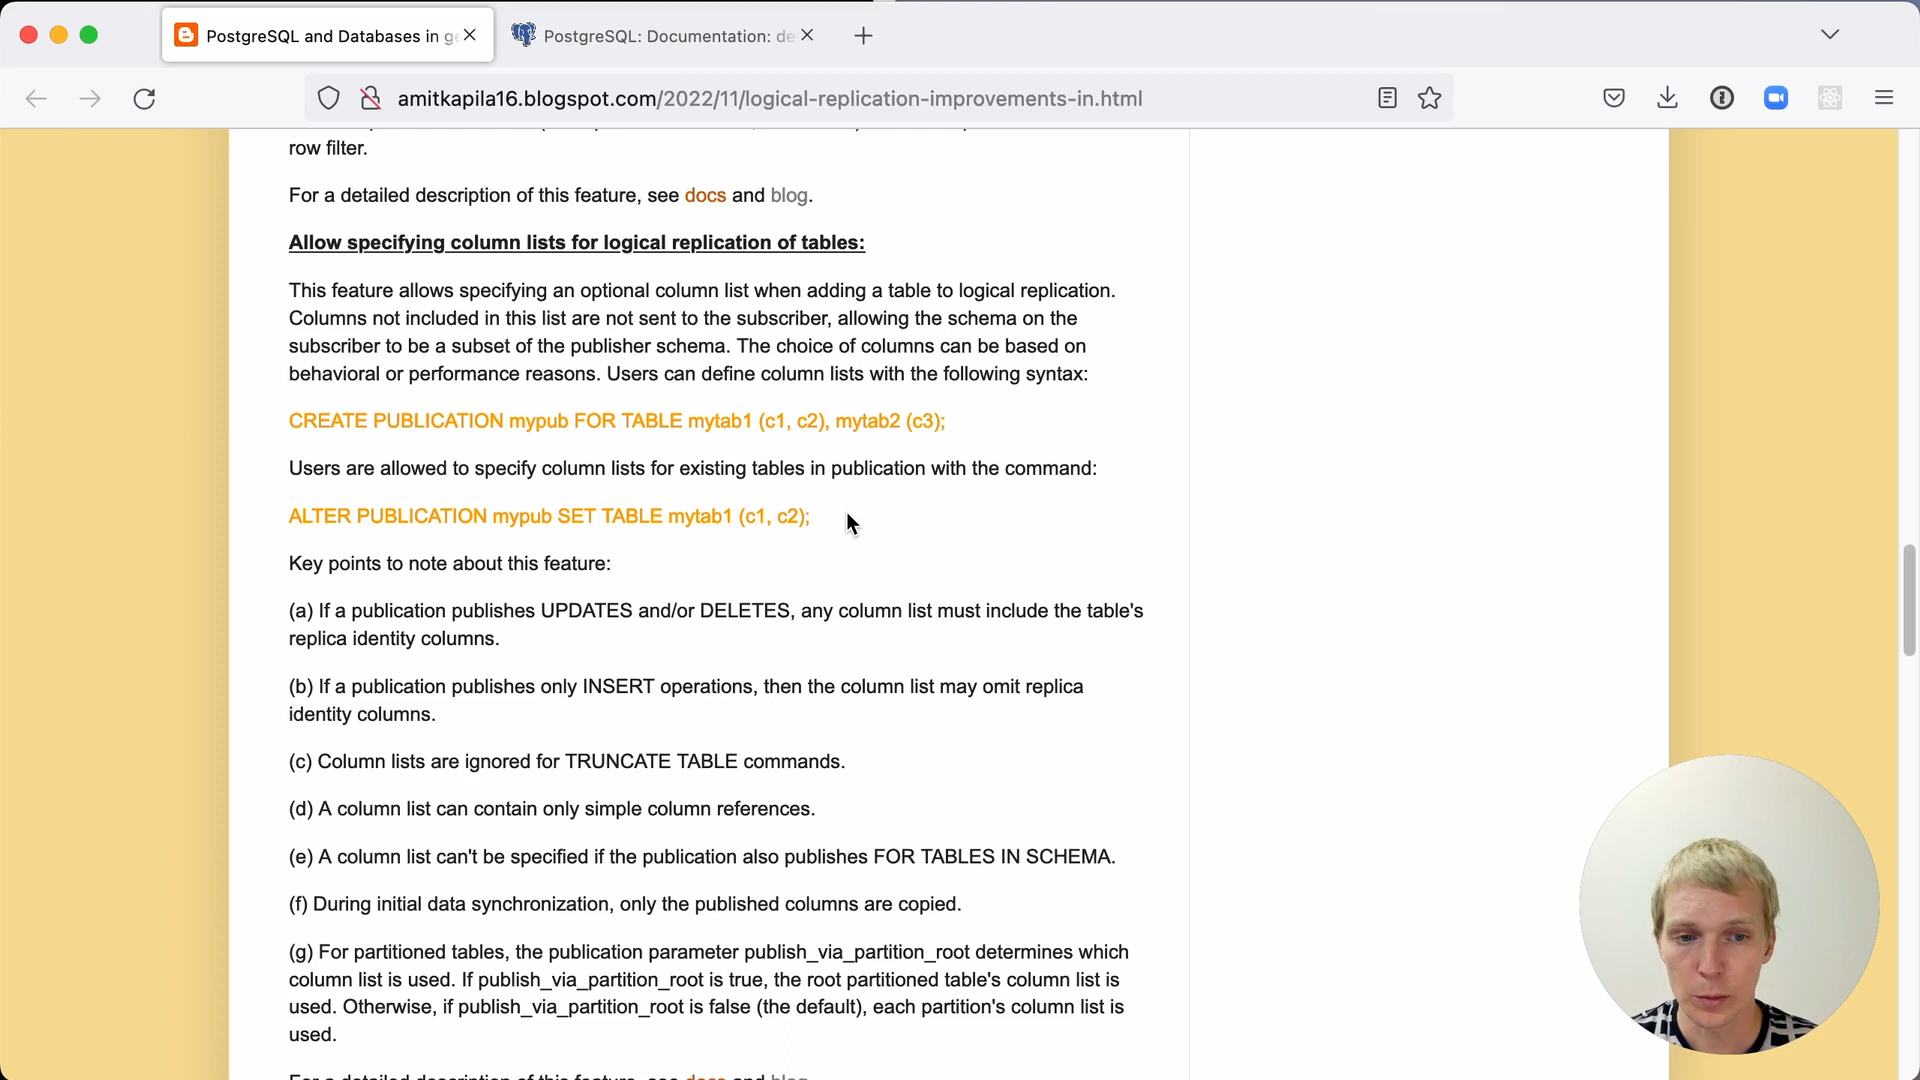 PostgreSQL and Databases in ge
PostgreSQL: Documentation: de
amitkapila16.blogspot.com/2022/11/logical-replication-improvements-in.html
row filter.
For a detailed description of this feature, see docs and blog.
Allow specifying column lists for logical replication of tables:
This feature allows specifying an optional column list when adding a table to logical replication.
Columns not included in this list are not sent to the subscriber, allowing the schema on the
subscriber to be a subset of the publisher schema. The choice of columns can be based on
behavioral or performance reasons. Users can define column lists with the following syntax:
CREATE PUBLICATION mypub FOR TABLE mytab1 (c1, c2), mytab2 (c3);
Users are allowed to specify column lists for existing tables in publication with the command:
ALTER PUBLICATION mypub SET TABLE mytab1 (c1, c2);
Key points to note about this feature:
(a) If a publication publishes UPDATES and/or DELETES, any column list must include the table's
replica identity columns.
(b) If a publication publishes only INSERT operations, then the column list may omit replica
identity columns.
(c) Column lists are ignored for TRUNCATE TABLE commands.
(d) A column list can contain only simple column references.
(e) A column list can't be specified if the publication also publishes FOR TABLES IN SCHEMA.
(f) During initial data synchronization, only the published columns are copied.
(g) For partitioned tables, the publication parameter publish_via_partition_root determines which
column list is used. If publish_via_partition_root is true, the root partitioned table's column list is
used. Otherwise, if publish_via_partition_root is false (the default), each partition's column list is
used.
For a detailed description of this feature, see docs and blog